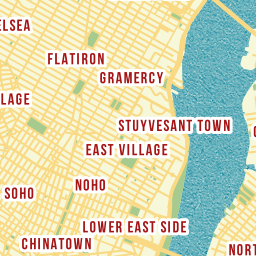 ELSEA
FLATIRON
GRAMERCY
LAGE
STUYVESANT TOWN
EAST VILLAGE
NOHO
SOHO
LOWER EAST SIDE
CHINATOWN
NORT